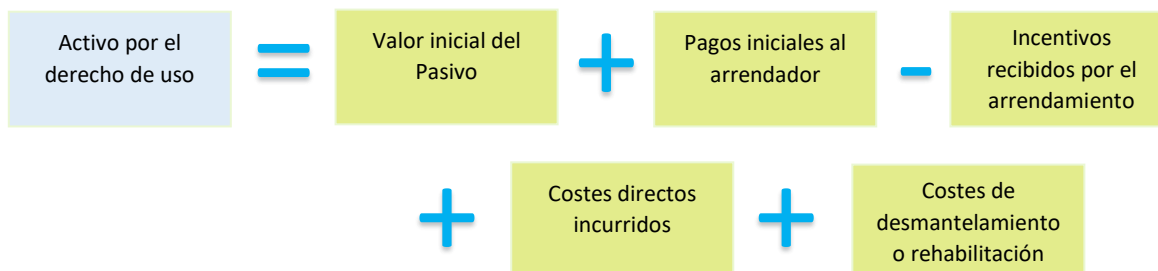 Activo por el
derecho de uso
=
Valor inicial del
Pasivo
+
Pagos iniciales al
arrendador
-
Incentivos
recibidos por el
arrendamiento
+
Costes directos
incurridos
+
Costes de
desmantelamiento
o rehabilitación